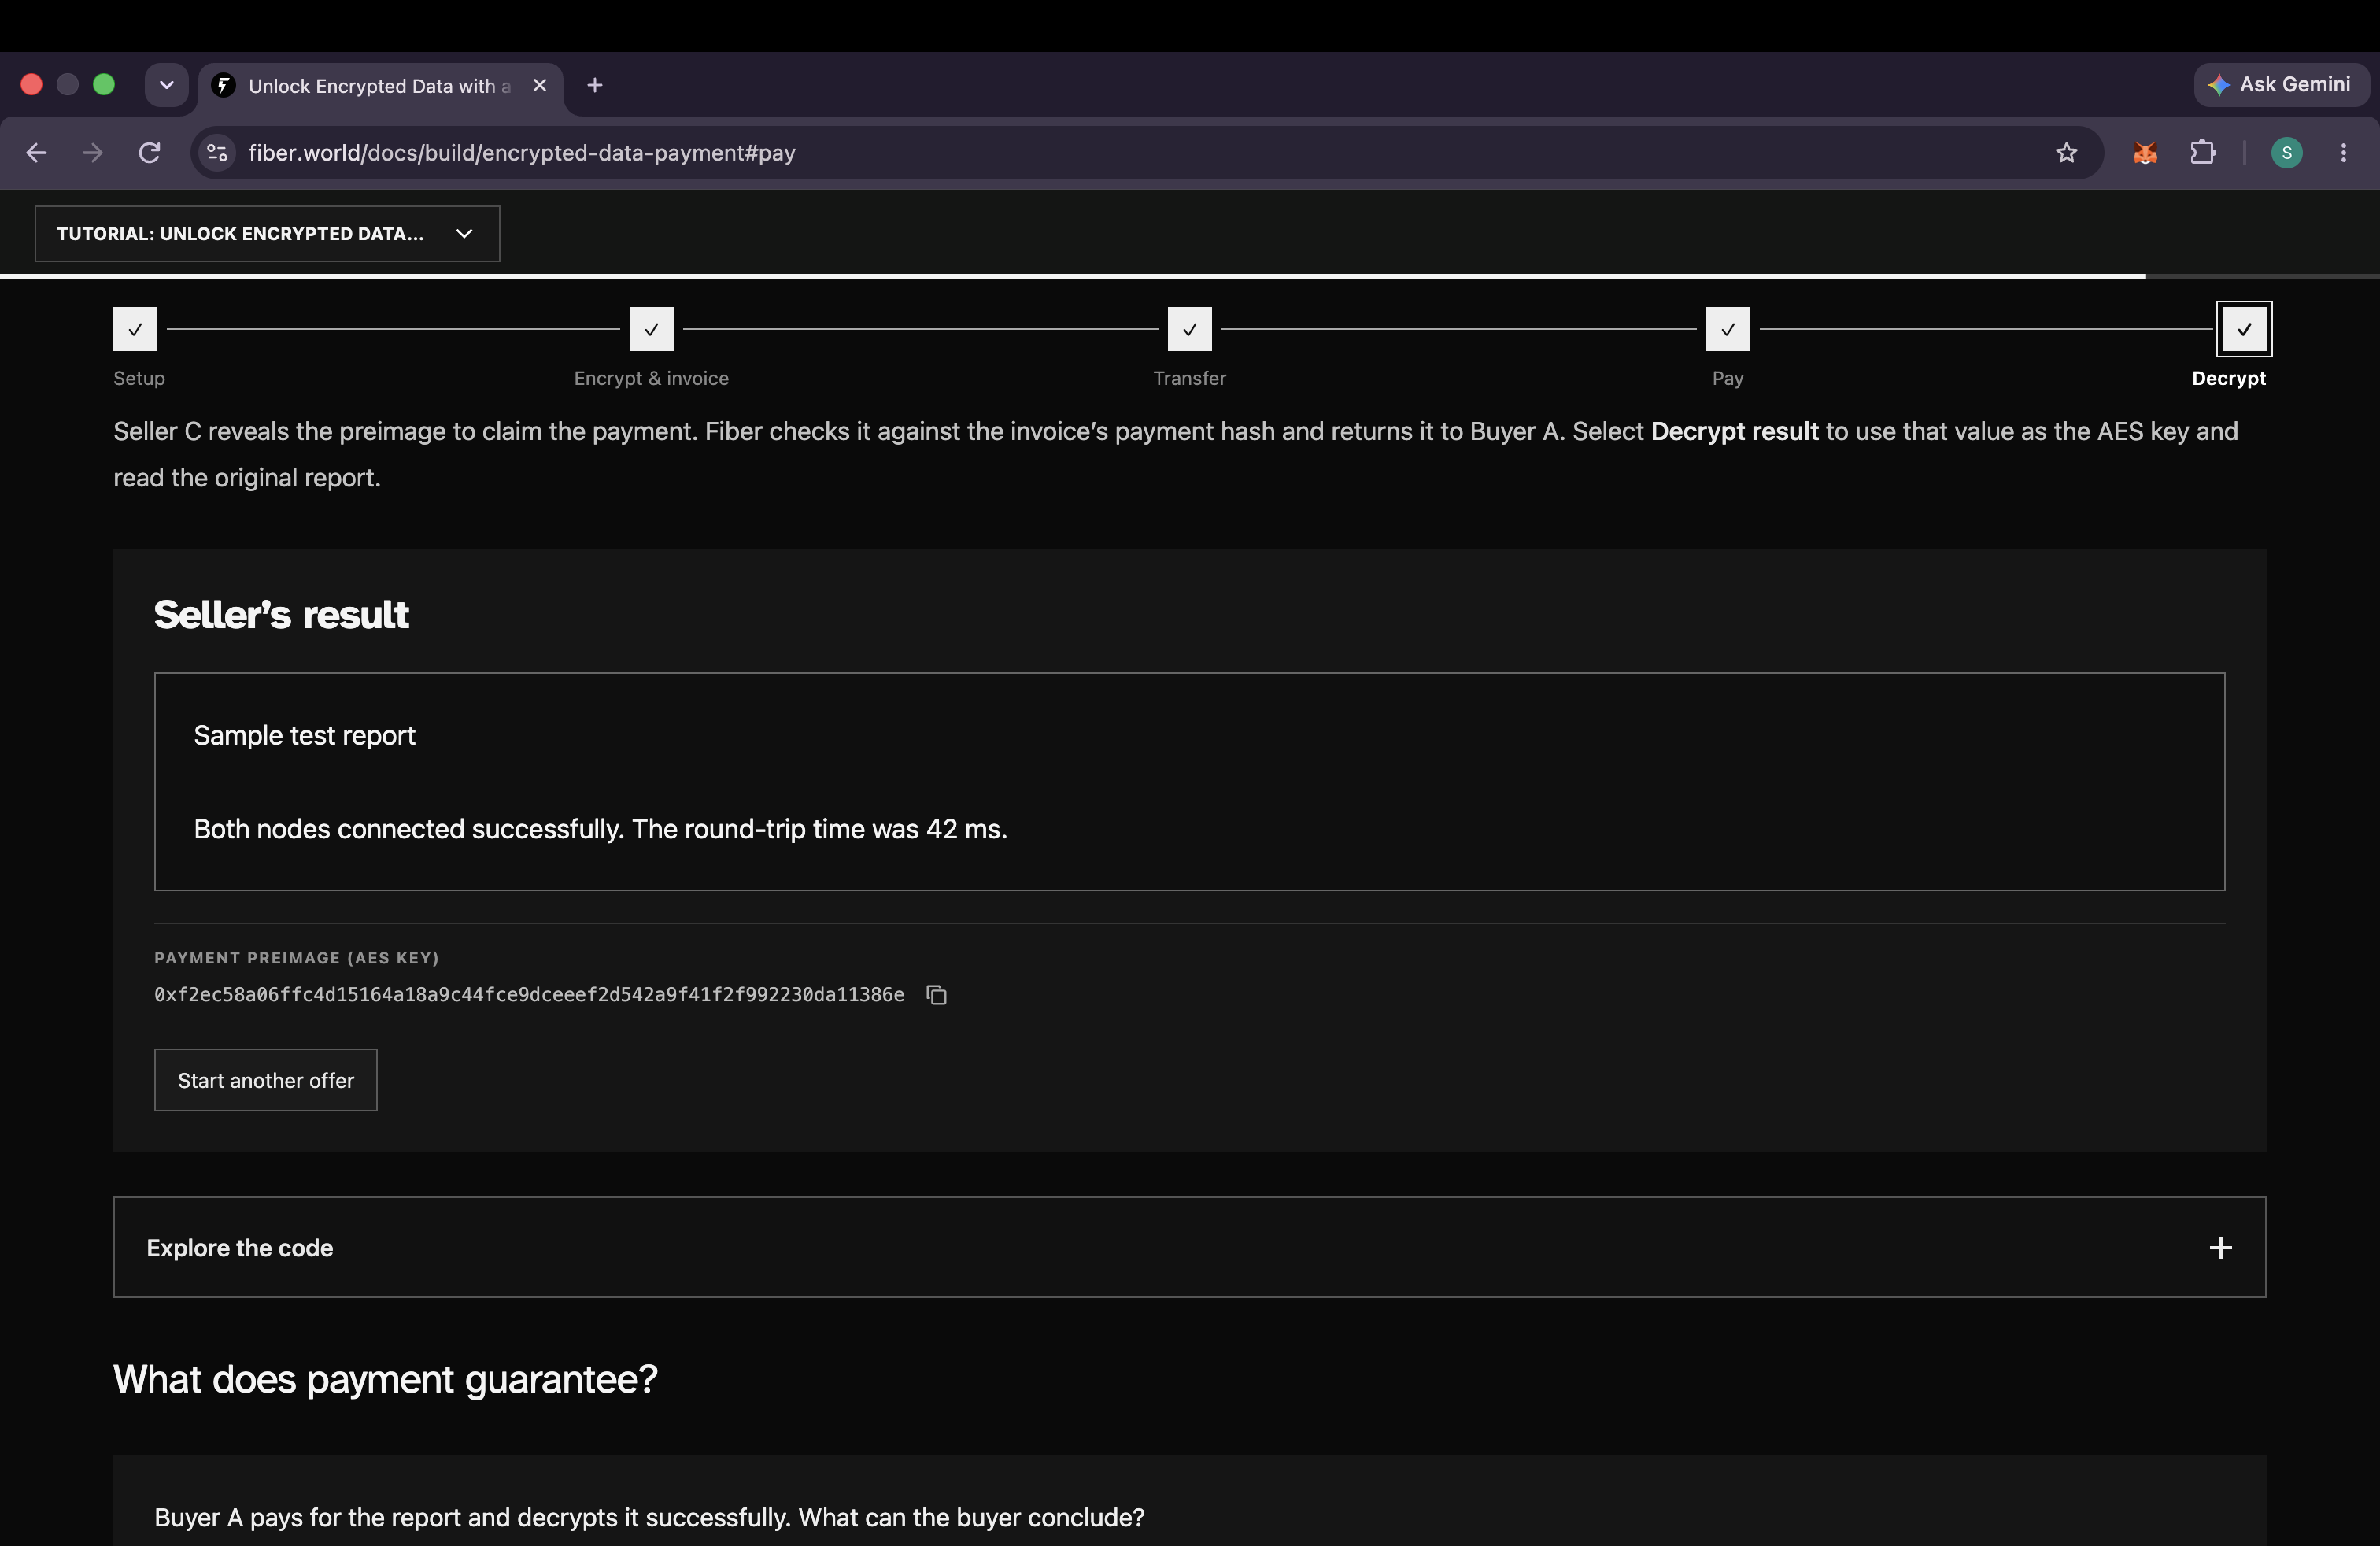 Unlock Encrypted Data with a
Ask Gemini
fiber.world/docs/build/encrypted-data-payment#pay
S
TUTORIAL: UNLOCK ENCRYPTED DATA...
Setup
Encrypt & invoice
Transfer
Pay
Decrypt
Seller C reveals the preimage to claim the payment. Fiber checks it against the invoice’s payment hash and returns it to Buyer A. Select Decrypt result to use that value as the AES key and
read the original report.
Seller’s result
Sample test report
Both nodes connected successfully. The round-trip time was 42 ms.
PAYMENT PREIMAGE (AES KEY)
0xf2ec58a06ffc4d15164a18a9c44fce9dceeef2d542a9f41f2f992230da11386e
Start another offer
Explore the code
What does payment guarantee?
Buyer A pays for the report and decrypts it successfully. What can the buyer conclude?